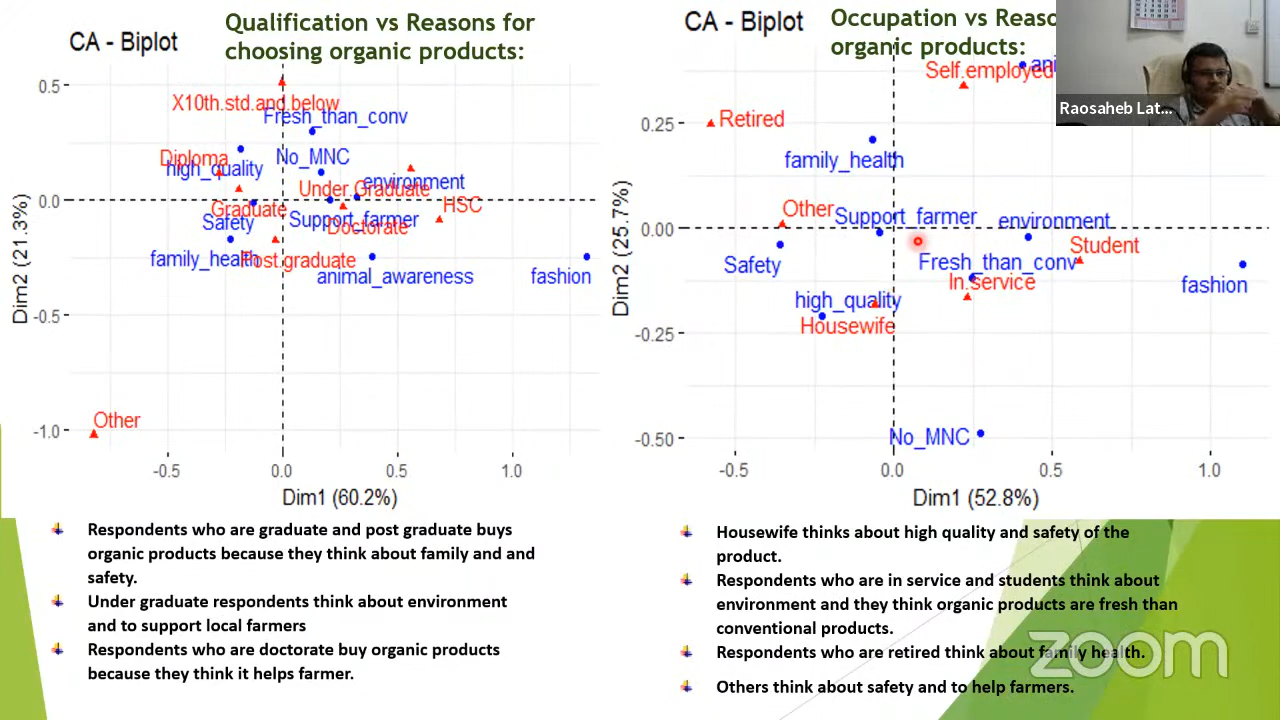 Qualification vs Reasons for
choosing organic products:
CA - Biplot
0.5
0.0
-0.5
-1.0
Dim2 (21.3%)
X10th.std.and.below
Fresh_than_conv
No_MNC
Diploma
high_quality
environment
Under.Graduate
HSC
Graduate
Safety
Support_farmer
Doctorate
family_health
Post.graduate
animal_awareness
fashion
Other
-0.5
0.0
0.5
1.0
Dim1 (60.2%)
Respondents who are graduate and post graduate buys
organic products because they think about family and and
safety.
Under graduate respondents think about environment
and to support local farmers
Respondents who are doctorate buy organic products
because they think it helps farmer.
Occupation vs Reaso
organic products:
CA - Biplot
0.25
0.00
-0.25
-0.50
Dim2 (25.7%)
Self.employed
ani
Retired
family_health
Other
Support_farmer
environment
Student
Safety
Fresh_than_conv
fashion
In.service
high_quality
Housewife
No_MNC
-0.5
0.0
0.5
1.0
Dim1 (52.8%)
Housewife thinks about high quality and safety of the
product.
Respondents who are in service and students think about
environment and they think organic products are fresh than
conventional products.
Respondents who are retired think about family health.
Others think about safety and to help farmers.
Raosaheb Lat...
zoom